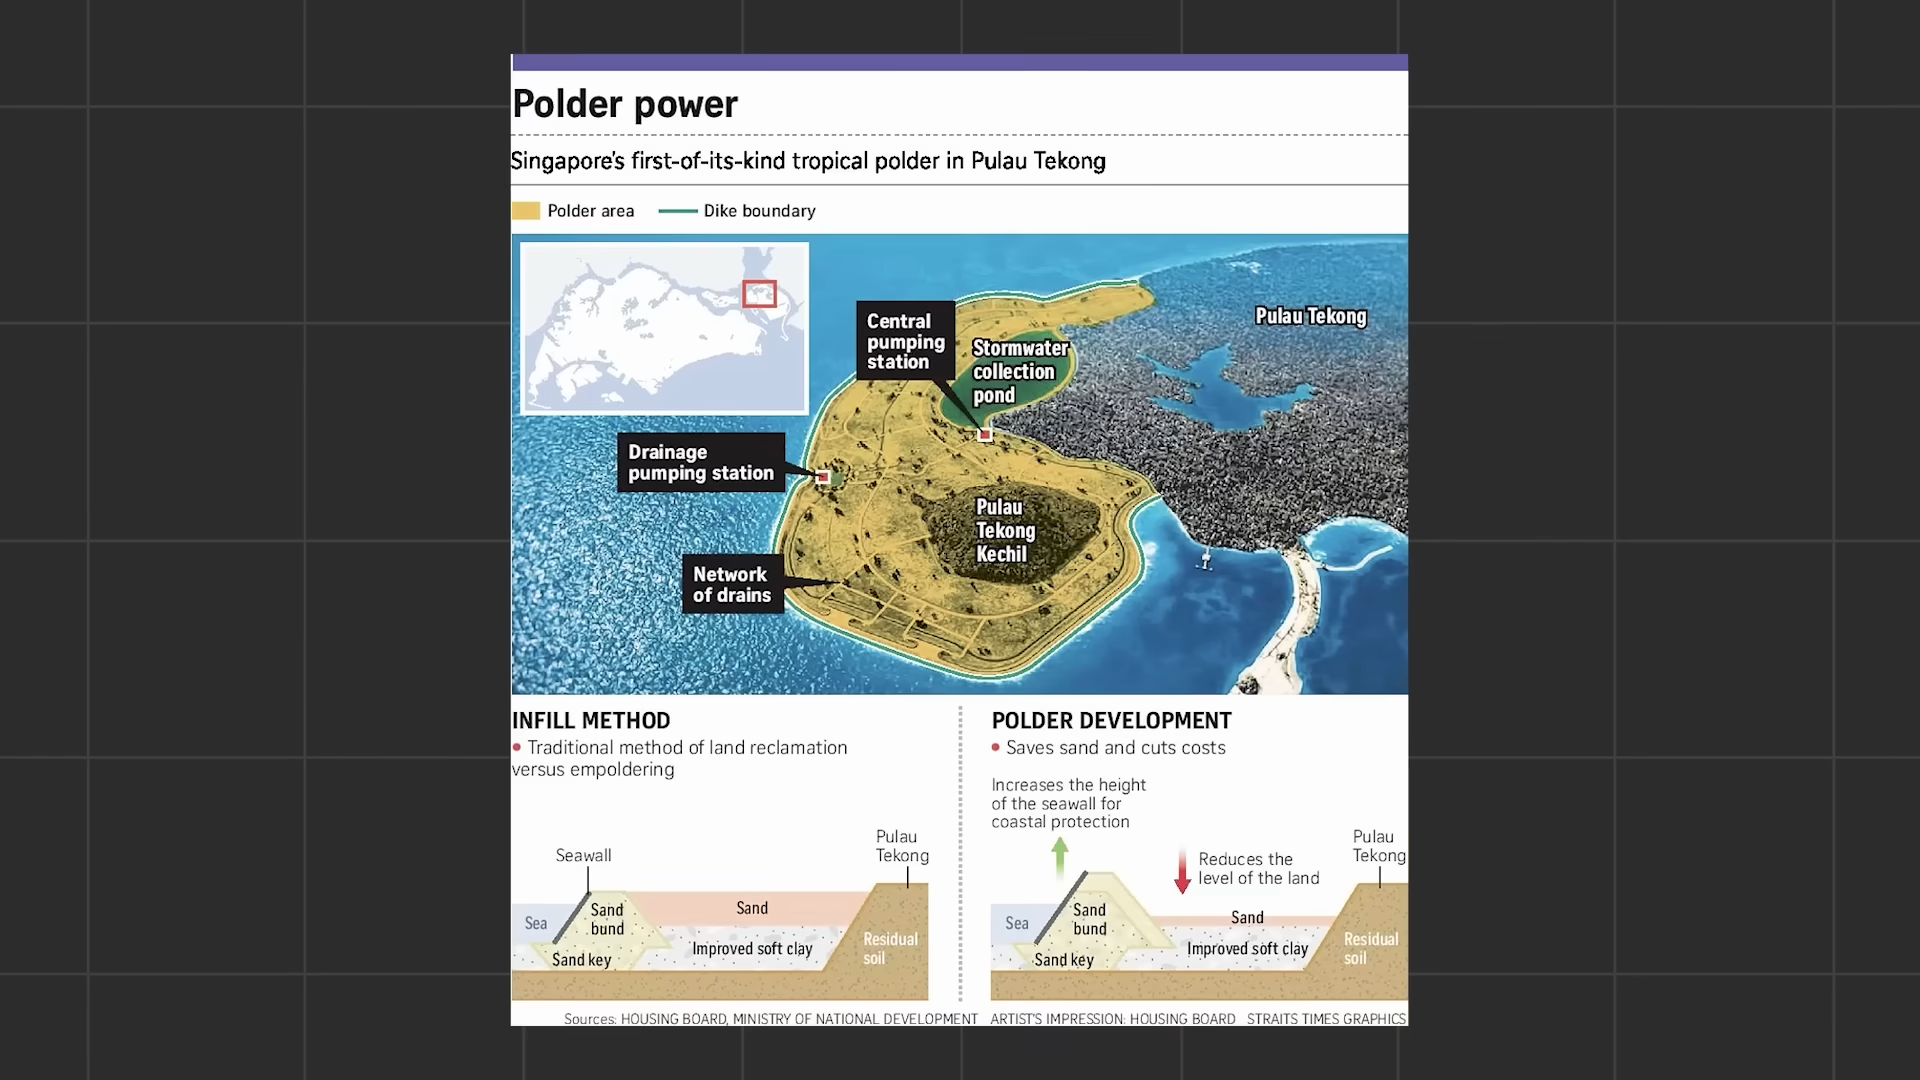 Polder power
Singapore's first-of-its-kind tropical polder in Pulau Tekong
Polder area
Dike boundary
Central
pumping
station
Stormwater
collection
pond
Pulau Tekong
Drainage
pumping station
Pulau
Tekong
Kechil
Network
of drains
INFILL METHOD
• Traditional method of land reclamation
versus empoldering
Seawall
Pulau
Tekong
Sea
Sand
bund
Sand key
Sand
Improved soft clay
Residual
soil
POLDER DEVELOPMENT
• Saves sand and cuts costs
Increases the height
of the seawall for
coastal protection
Reduces the
level of the land
Pulau
Tekong
Sea
Sand
bund
Sand key
Sand
Improved soft clay
Residual
soil
Sources: HOUSING BOARD, MINISTRY OF NATIONAL DEVELOPMENT ARTIST'S IMPRESSION: HOUSING BOARD STRAITS TIMES GRAPHICS